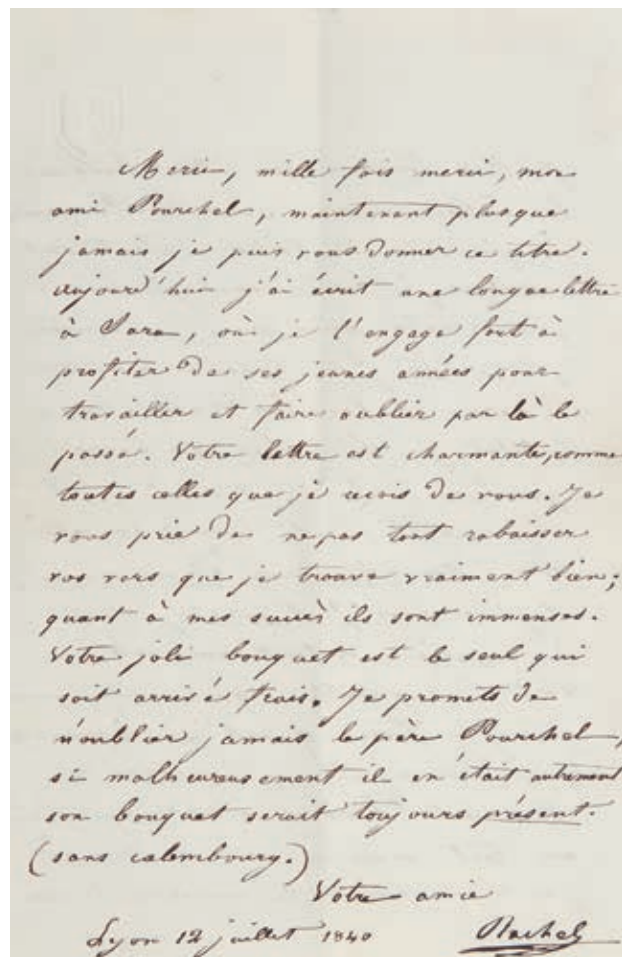 Merci, mille fois merci, mon
ami Pourchel, maintenant plus que
jamais je puis vous donner ce titre.
aujourd'hui j'ai écrit une longue lettre
à Sara, où je l'engage fort à
profiter de ses jeunes années pour
travailler et faire oublier par là le
passé. Votre lettre est charmante, comme
toutes celles que je recois de vous. Je
vous prie de ne pas tant rabaisser
vos vers que je trouve vraiment bien;
quant à mes succès ils sont immenses.
Votre joli bouquet est le seul qui
soit arrivé frais. Je promets de
n'oublier jamais le père Pourchel,
si malheureusement il en était autrement
son bouquet serait toujours présent.
(sans calembourg.)
Votre amie
Lyon 12 juillet 1840 Rachel